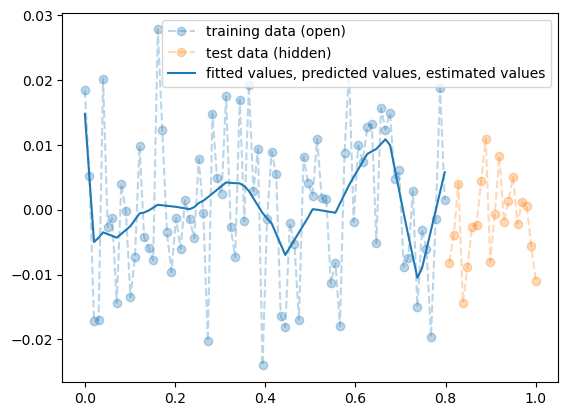 0.03
0.02
0.01
0.00
−0.01
−0.02
training data (open)
test data (hidden)
fitted values, predicted values, estimated values
0.0 0.2 0.4 0.6 0.8 1.0